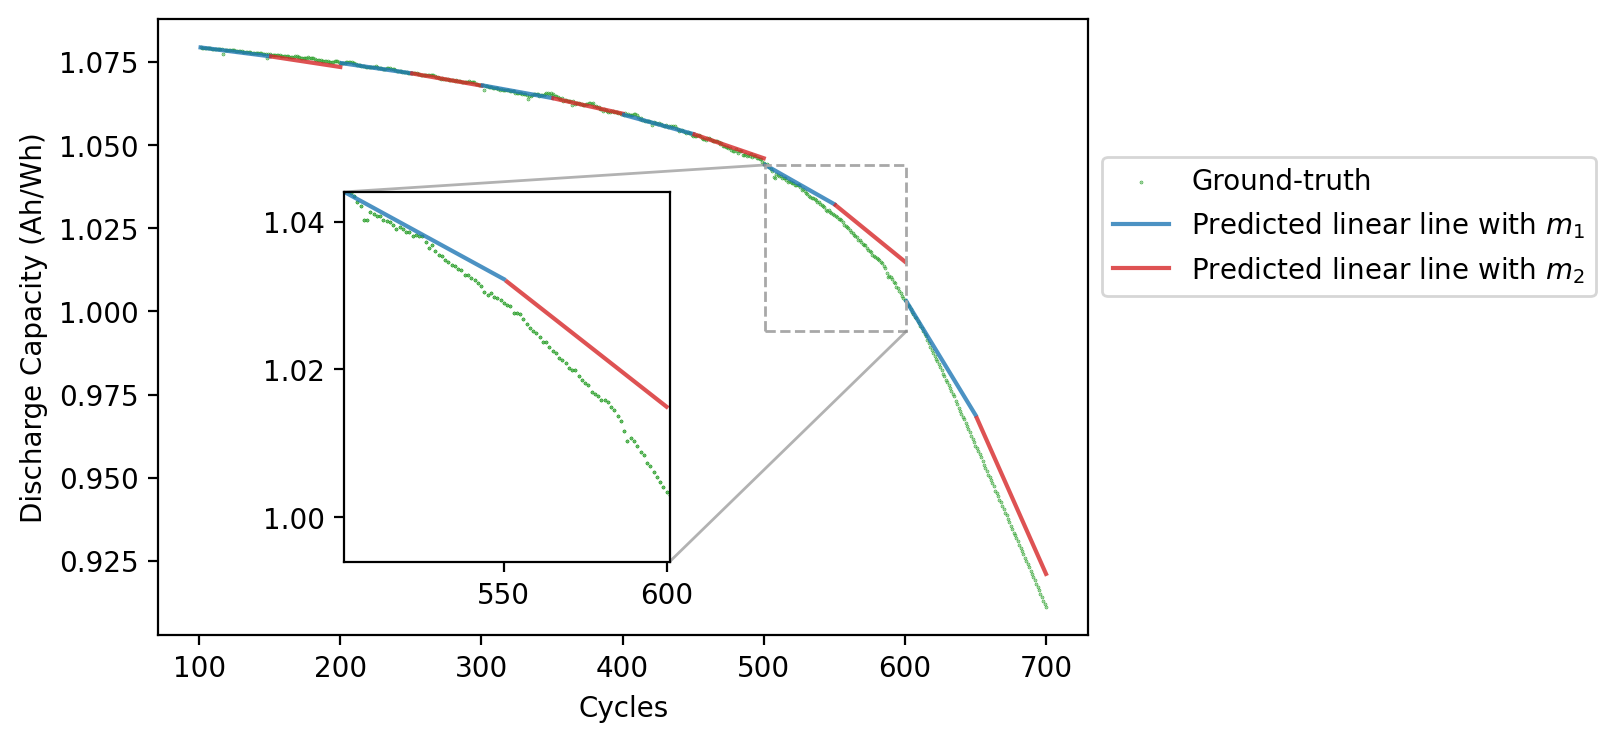 1.075
1.050
1.025
1.000
0.975
0.950
0.925
Discharge Capacity (Ah/Wh)
1.04
1.02
1.00
550 600
100 200 300 400 500 600 700
Cycles
Ground-truth
Predicted linear line with m₁
Predicted linear line with m₂